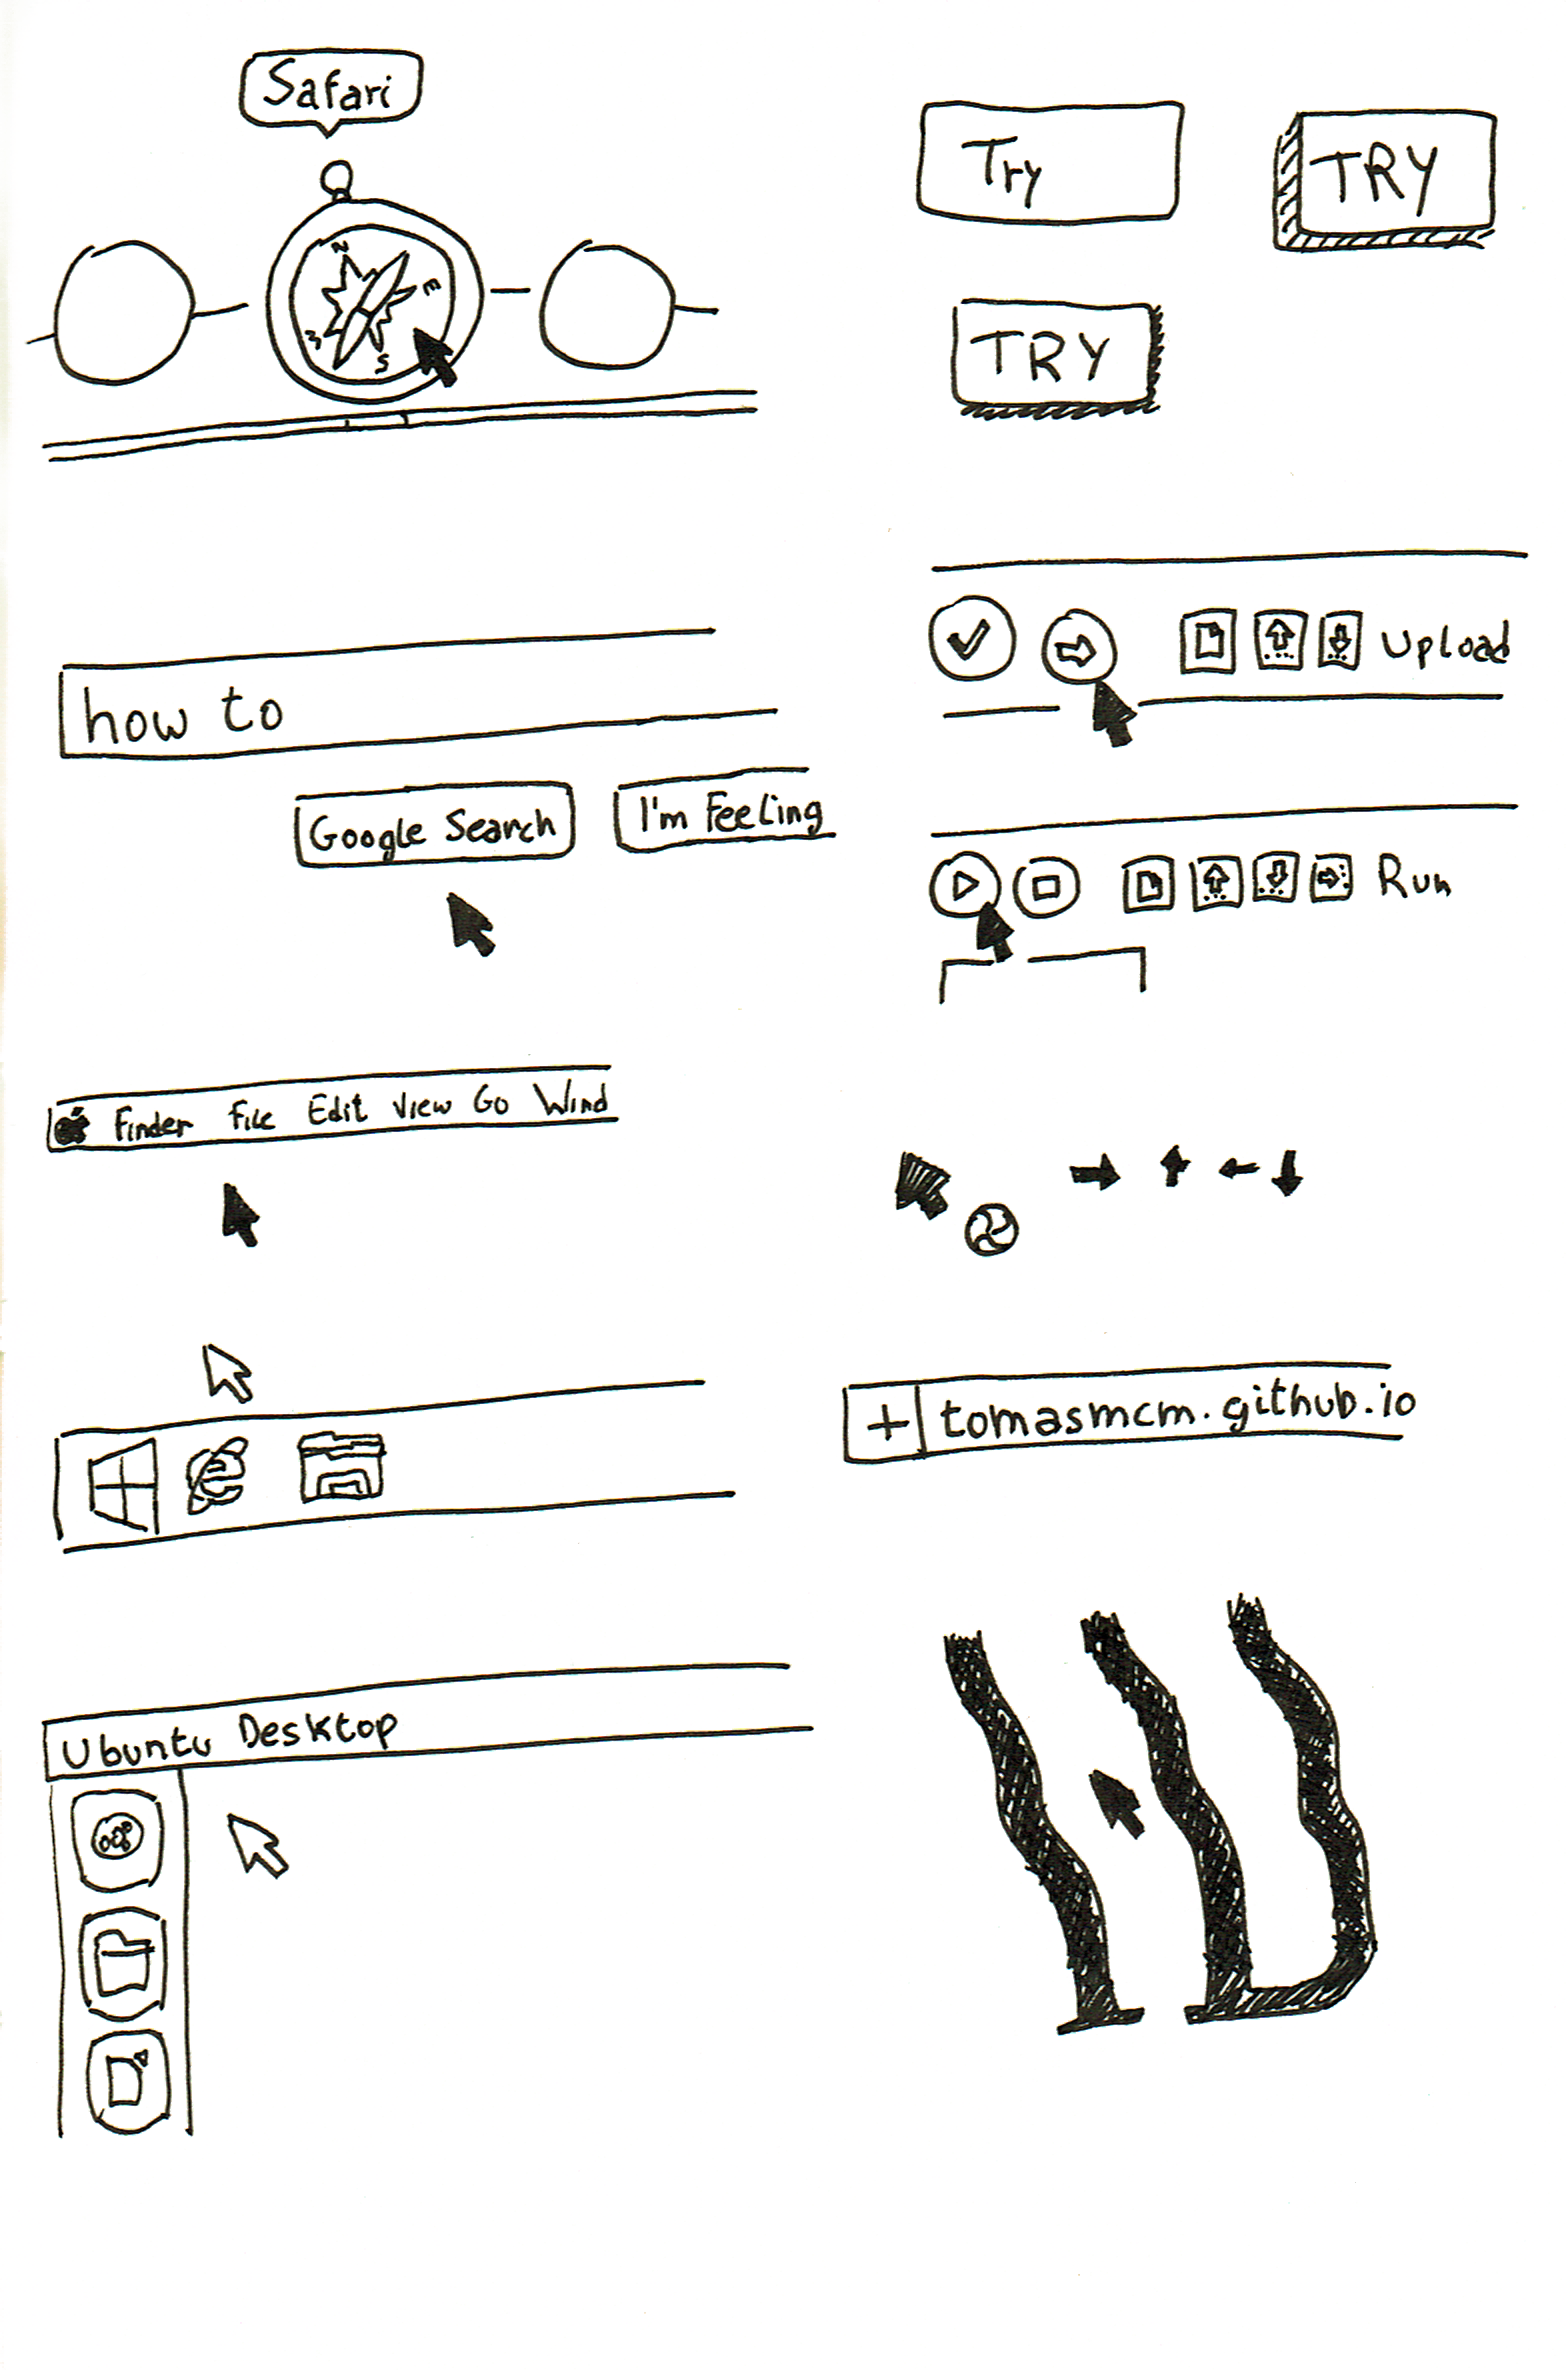 Safari
N
E
S
W
how to
Google Search
I'm Feeling
Finder File Edit View Go Wind
Ubuntu Desktop
Try
TRY
TRY
Upload
Run
+ tomasmcm.github.io